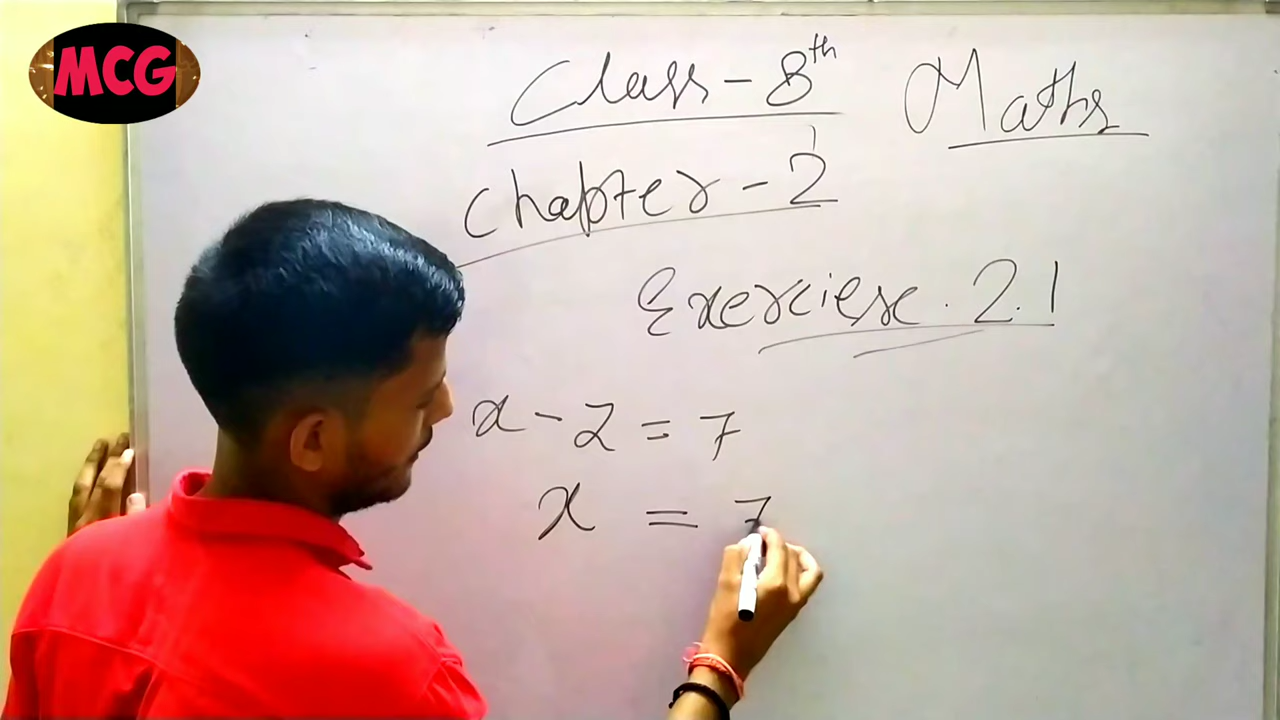 MCG
Class - 8th Maths
Chapter - 2
Exerciese. 2.1
x - 2 = 7
x = 7